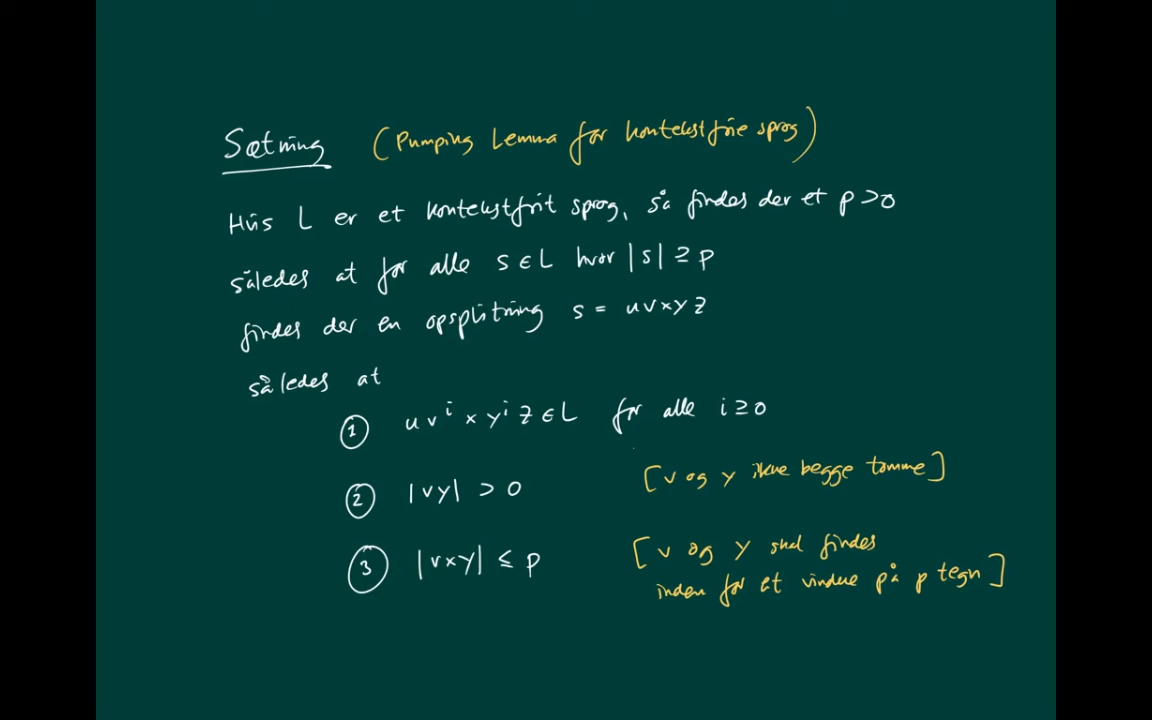 Sætning (Pumping Lemma for kontekstfrie sprog)
Hvis L er et kontekstfrit sprog, så findes der et p > 0
således at for alle s ∈ L hvor |s| ≥ p
findes der en opsplitning s = uvxyz
således at
① uvⁱxyⁱz ∈ L for alle i ≥ 0
② |vy| > 0 [v og y ikke begge tomme]
③ |vxy| ≤ p [v og y skal findes
inden for et vindue på p tegn]